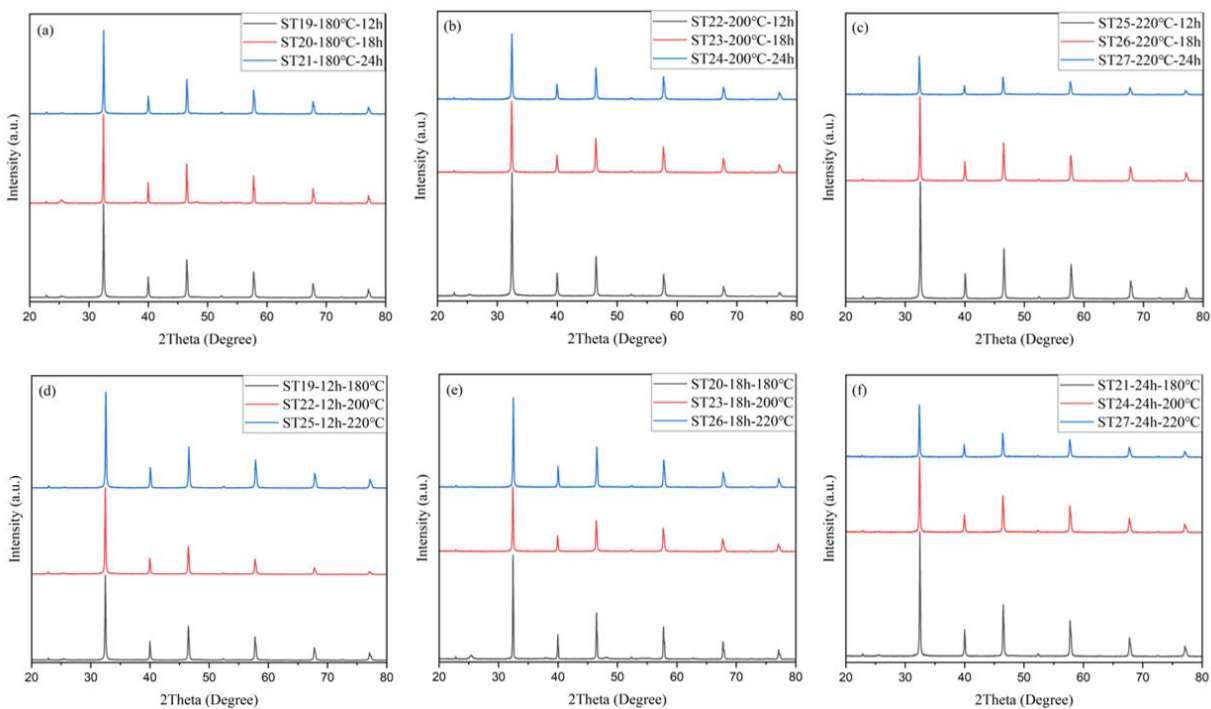 (a)
ST19-180℃-12h
ST20-180℃-18h
ST21-180℃-24h
Intensity (a.u.)
20 30 40 50 60 70 80
2Theta (Degree)
(b)
ST22-200℃-12h
ST23-200℃-18h
ST24-200℃-24h
Intensity (a.u.)
20 30 40 50 60 70 80
2Theta (Degree)
(c)
ST25-220℃-12h
ST26-220℃-18h
ST27-220℃-24h
Intensity (a.u.)
20 30 40 50 60 70 80
2Theta (Degree)
(d)
ST19-12h-180℃
ST22-12h-200℃
ST25-12h-220℃
Intensity (a.u.)
20 30 40 50 60 70 80
2Theta (Degree)
(e)
ST20-18h-180℃
ST23-18h-200℃
ST26-18h-220℃
Intensity (a.u.)
20 30 40 50 60 70 80
2Theta (Degree)
(f)
ST21-24h-180℃
ST24-24h-200℃
ST27-24h-220℃
Intensity (a.u.)
20 30 40 50 60 70 80
2Theta (Degree)